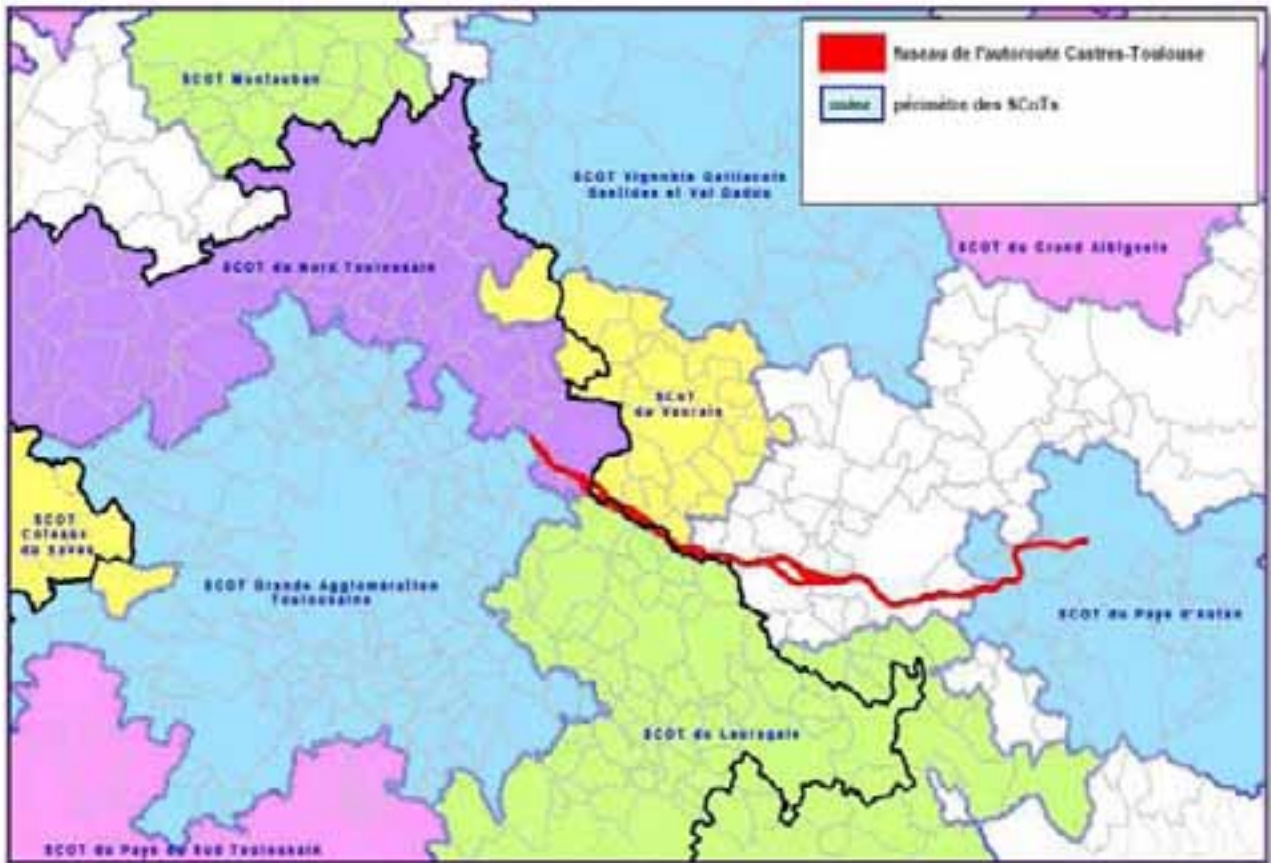 SCOT Montauban
fuseau de l'autoroute Castres-Toulouse
périmètre des SCoTs
SCOT Vignoble Gaillacois
Bastides et Val Dadou
SCOT du Grand Albigeois
SCOT du Nord Toulousain
SCOT
du Vaurais
SCOT
Coteaux
du Savès
SCOT Grande Agglomération
Toulousaine
SCOT du Pays d'Autan
SCOT du Lauragais
SCOT du Pays du Sud Toulousain